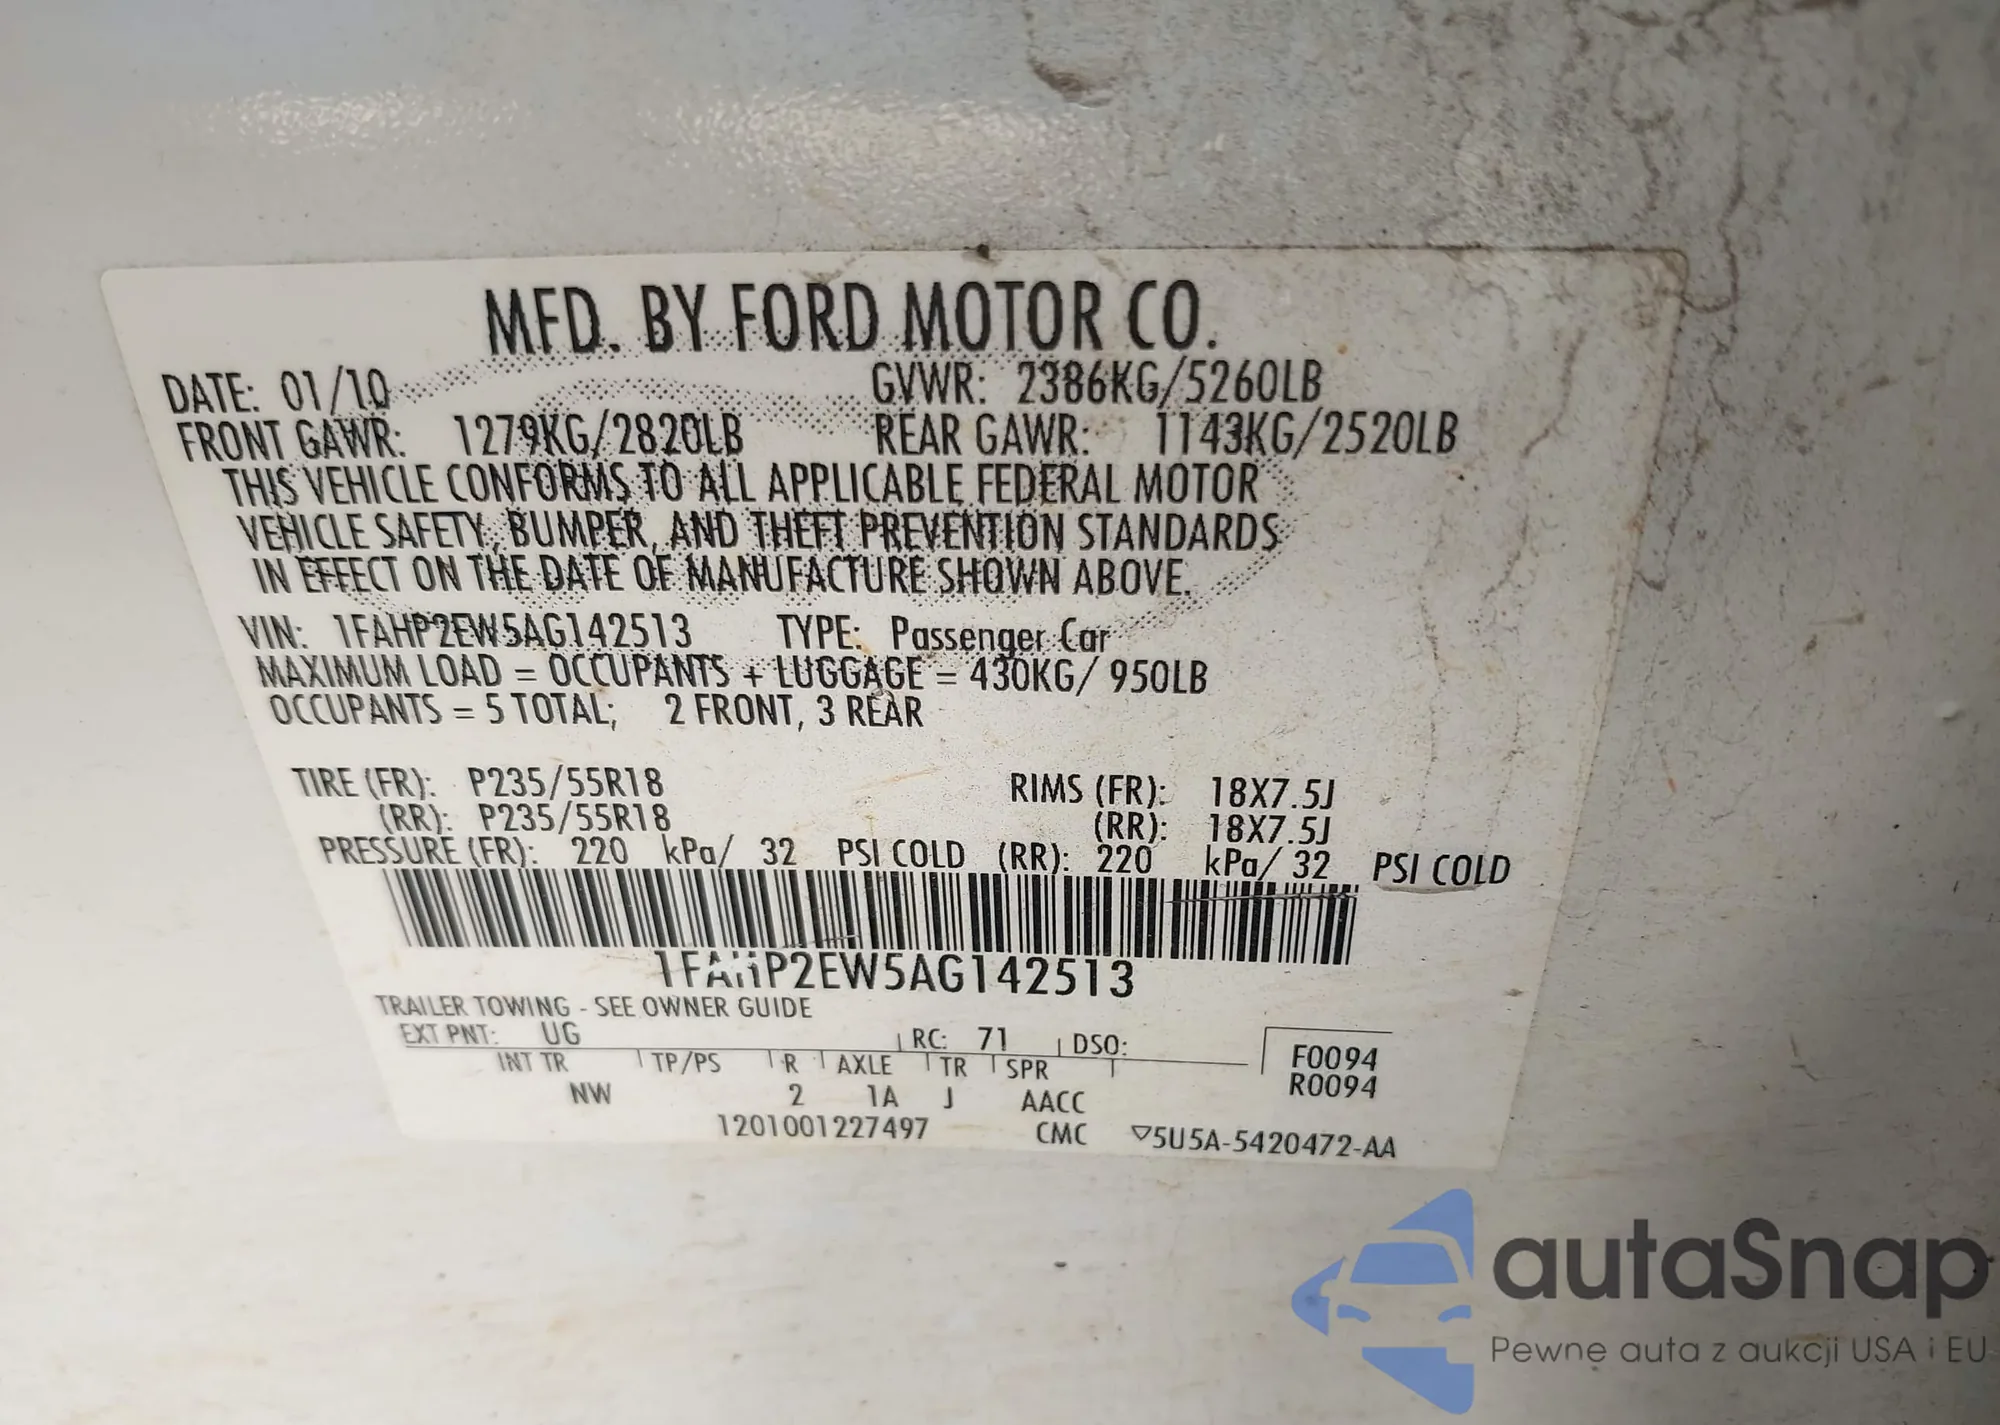 MFD. BY FORD MOTOR CO.
DATE: 01/10 GVWR: 2386KG/5260LB
FRONT GAWR: 1279KG/2820LB REAR GAWR: 1143KG/2520LB
THIS VEHICLE CONFORMS TO ALL APPLICABLE FEDERAL MOTOR
VEHICLE SAFETY, BUMPER, AND THEFT PREVENTION STANDARDS
IN EFFECT ON THE DATE OF MANUFACTURE SHOWN ABOVE.
VIN: 1FAHP2EW5AG142513 TYPE: Passenger Car
MAXIMUM LOAD = OCCUPANTS + LUGGAGE = 430KG/ 950LB
OCCUPANTS = 5 TOTAL; 2 FRONT, 3 REAR
TIRE (FR): P235/55R18 RIMS (FR): 18X7.5J
(RR): P235/55R18 (RR): 18X7.5J
PRESSURE (FR): 220 kPa/ 32 PSI COLD (RR): 220 kPa/ 32 PSI COLD
1FAHP2EW5AG142513
TRAILER TOWING - SEE OWNER GUIDE
EXT PNT: UG RC: 71 DSO:
INT TR TP/PS R AXLE TR SPR F0094
NW 2 1A J AACC R0094
1201001227497 CMC ▽5U5A-5420472-AA
autaSnap
Pewne auta z aukcji USA i EU